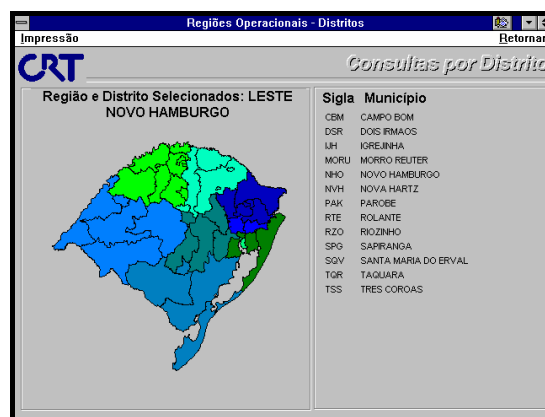 Regiões Operacionais - Distritos
Impressão Retornar
CRT Consultas por Distrito
Região e Distrito Selecionados: LESTE
NOVO HAMBURGO
Sigla Município
CBM CAMPO BOM
DSR DOIS IRMAOS
IJH IGREJINHA
MORU MORRO REUTER
NHO NOVO HAMBURGO
NVH NOVA HARTZ
PAK PAROBE
RTE ROLANTE
RZO RIOZINHO
SPG SAPIRANGA
SQV SANTA MARIA DO ERVAL
TQR TAQUARA
TSS TRES COROAS